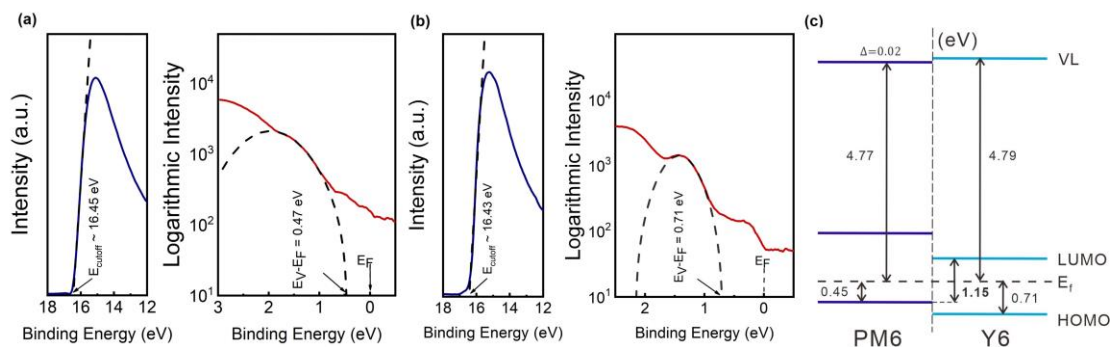 (a)
Intensity (a.u.)
E_cutoff ~ 16.45 eV
18 16 14 12
Binding Energy (eV)
Logarithmic Intensity
10^4
10^3
10^2
10^1
E_V-E_F = 0.47 eV
E_F
3 2 1 0
Binding Energy (eV)
(b)
Intensity (a.u.)
E_cutoff ~ 16.43 eV
18 16 14 12
Binding Energy (eV)
Logarithmic Intensity
10^4
10^3
10^2
10^1
E_V-E_F = 0.71 eV
E_F
2 1 0
Binding Energy (eV)
(c)
(eV)
Δ=0.02
VL
4.77
4.79
LUMO
E_f
0.45
1.15
0.71
HOMO
PM6
Y6